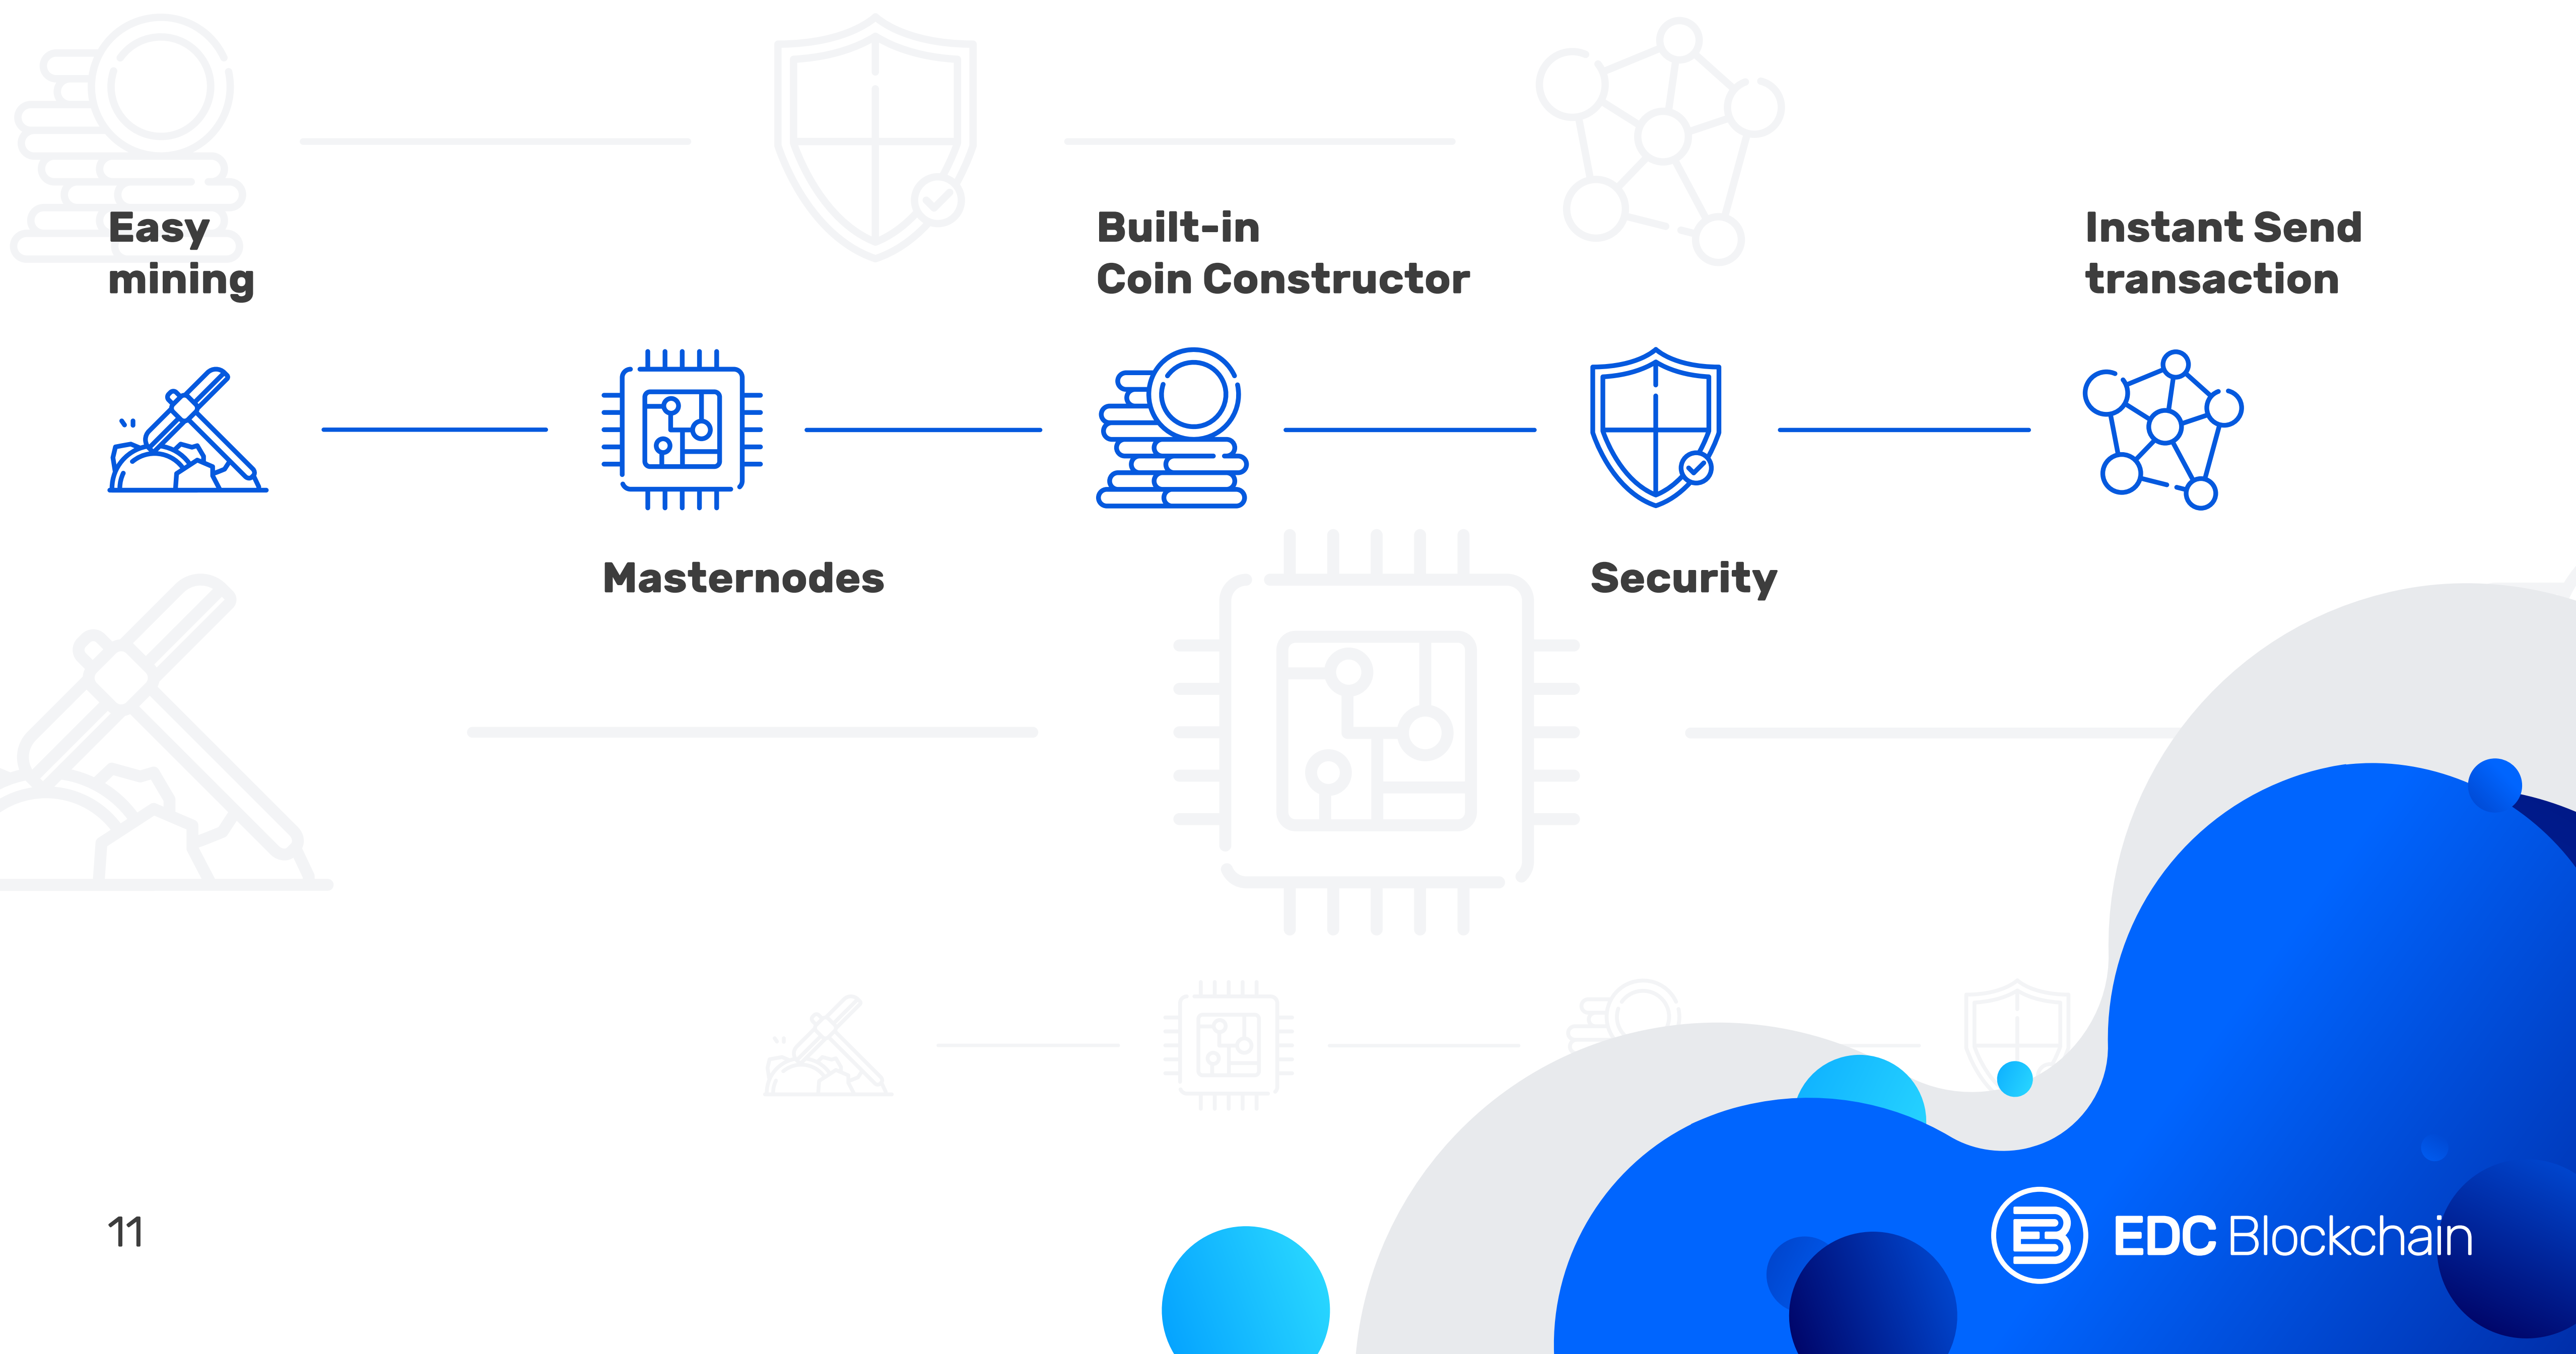 Easy
mining
Built-in
Coin Constructor
Instant Send
transaction
Masternodes
Security
11
EDC Blockchain